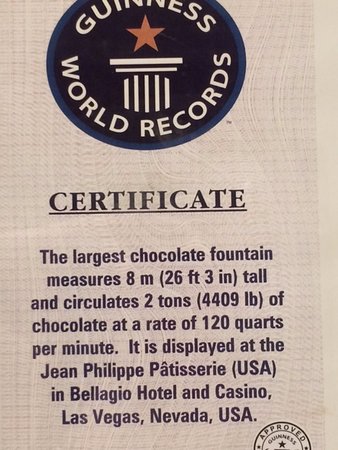 GUINNESS
WORLD RECORDS
TM
CERTIFICATE
The largest chocolate fountain
measures 8 m (26 ft 3 in) tall
and circulates 2 tons (4409 lb) of
chocolate at a rate of 120 quarts
per minute. It is displayed at the
Jean Philippe Pâtisserie (USA)
in Bellagio Hotel and Casino,
Las Vegas, Nevada, USA.
APPROVED
GUINNESS